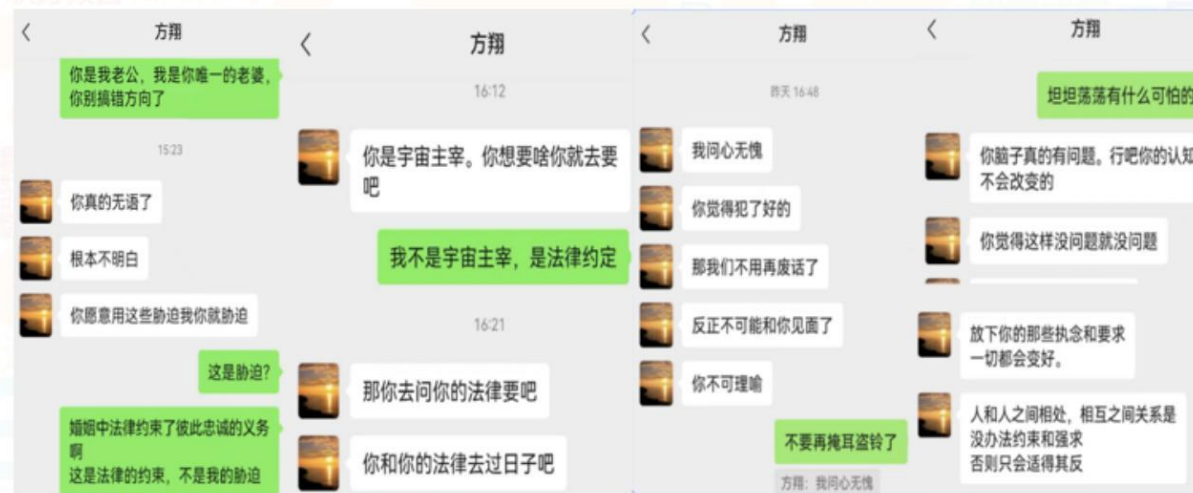 方翔
你是我老公，我是你唯一的老婆，
你别搞错方向了
15:23
你真的无语了
根本不明白
你愿意用这些胁迫我你就胁迫
这是胁迫？
婚姻中法律约束了彼此忠诚的义务
啊
这是法律的约束，不是我的胁迫
方翔
16:12
你是宇宙主宰。你想要啥你就去要
吧
我不是宇宙主宰，是法律约定
16:21
那你去问你的法律要吧
你和你的法律去过日子吧
方翔
昨天 16:48
我问心无愧
你觉得犯了好的
那我们不用再废话了
反正不可能和你见面了
你不可理喻
不要再掩耳盗铃了
方翔：我问心无愧
方翔
坦坦荡荡有什么可怕的
你脑子真的有问题。行吧你的认知
不会改变的
你觉得这样没问题就没问题
放下你的那些执念和要求
一切都会变好。
人和人之间相处，相互之间关系是
没办法约束和强求
否则只会适得其反